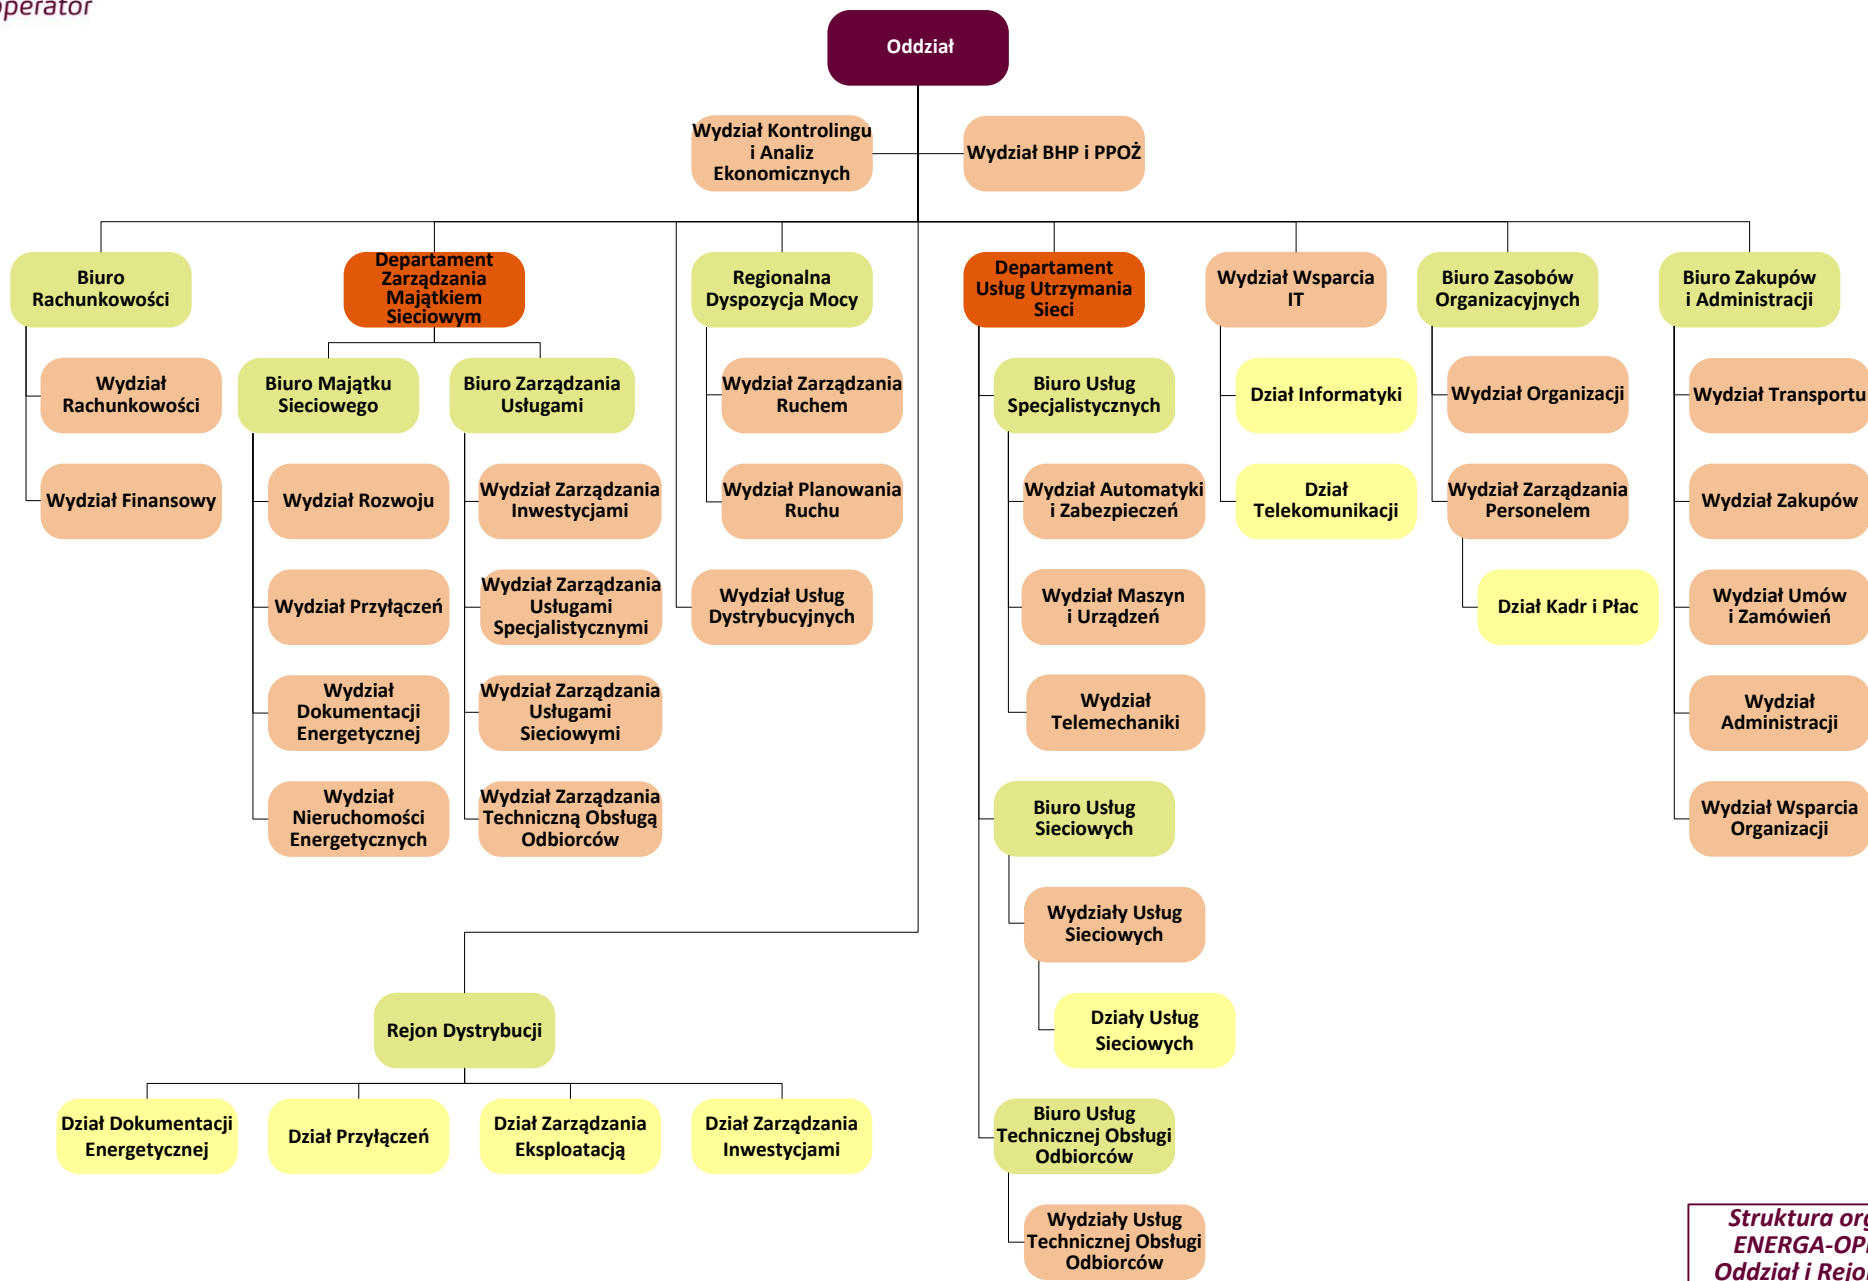 operator
Oddział
Wydział Kontrolingu
i Analiz
Ekonomicznych
Wydział BHP i PPOŻ
Biuro
Rachunkowości
Departament
Zarządzania
Majątkiem
Sieciowym
Regionalna
Dyspozycja Mocy
Departament
Usług Utrzymania
Sieci
Wydział Wsparcia
IT
Biuro Zasobów
Organizacyjnych
Biuro Zakupów
i Administracji
Wydział
Rachunkowości
Biuro Majątku
Sieciowego
Biuro Zarządzania
Usługami
Wydział Zarządzania
Ruchem
Biuro Usług
Specjalistycznych
Dział Informatyki
Wydział Organizacji
Wydział Transportu
Wydział Finansowy
Wydział Rozwoju
Wydział Zarządzania
Inwestycjami
Wydział Planowania
Ruchu
Wydział Automatyki
i Zabezpieczeń
Dział
Telekomunikacji
Wydział Zarządzania
Personelem
Wydział Zakupów
Wydział Przyłączeń
Wydział Zarządzania
Usługami
Specjalistycznymi
Wydział Usług
Dystrybucyjnych
Wydział Maszyn
i Urządzeń
Dział Kadr i Płac
Wydział Umów
i Zamówień
Wydział
Dokumentacji
Energetycznej
Wydział Zarządzania
Usługami
Sieciowymi
Wydział
Telemechaniki
Wydział
Administracji
Wydział
Nieruchomości
Energetycznych
Wydział Zarządzania
Techniczną Obsługą
Odbiorców
Biuro Usług
Sieciowych
Wydział Wsparcia
Organizacji
Wydziały Usług
Sieciowych
Rejon Dystrybucji
Działy Usług
Sieciowych
Dział Dokumentacji
Energetycznej
Dział Przyłączeń
Dział Zarządzania
Eksploatacją
Dział Zarządzania
Inwestycjami
Biuro Usług
Technicznej Obsługi
Odbiorców
Wydziały Usług
Technicznej Obsługi
Odbiorców
Struktura org
ENERGA-OP
Oddział i Rejo